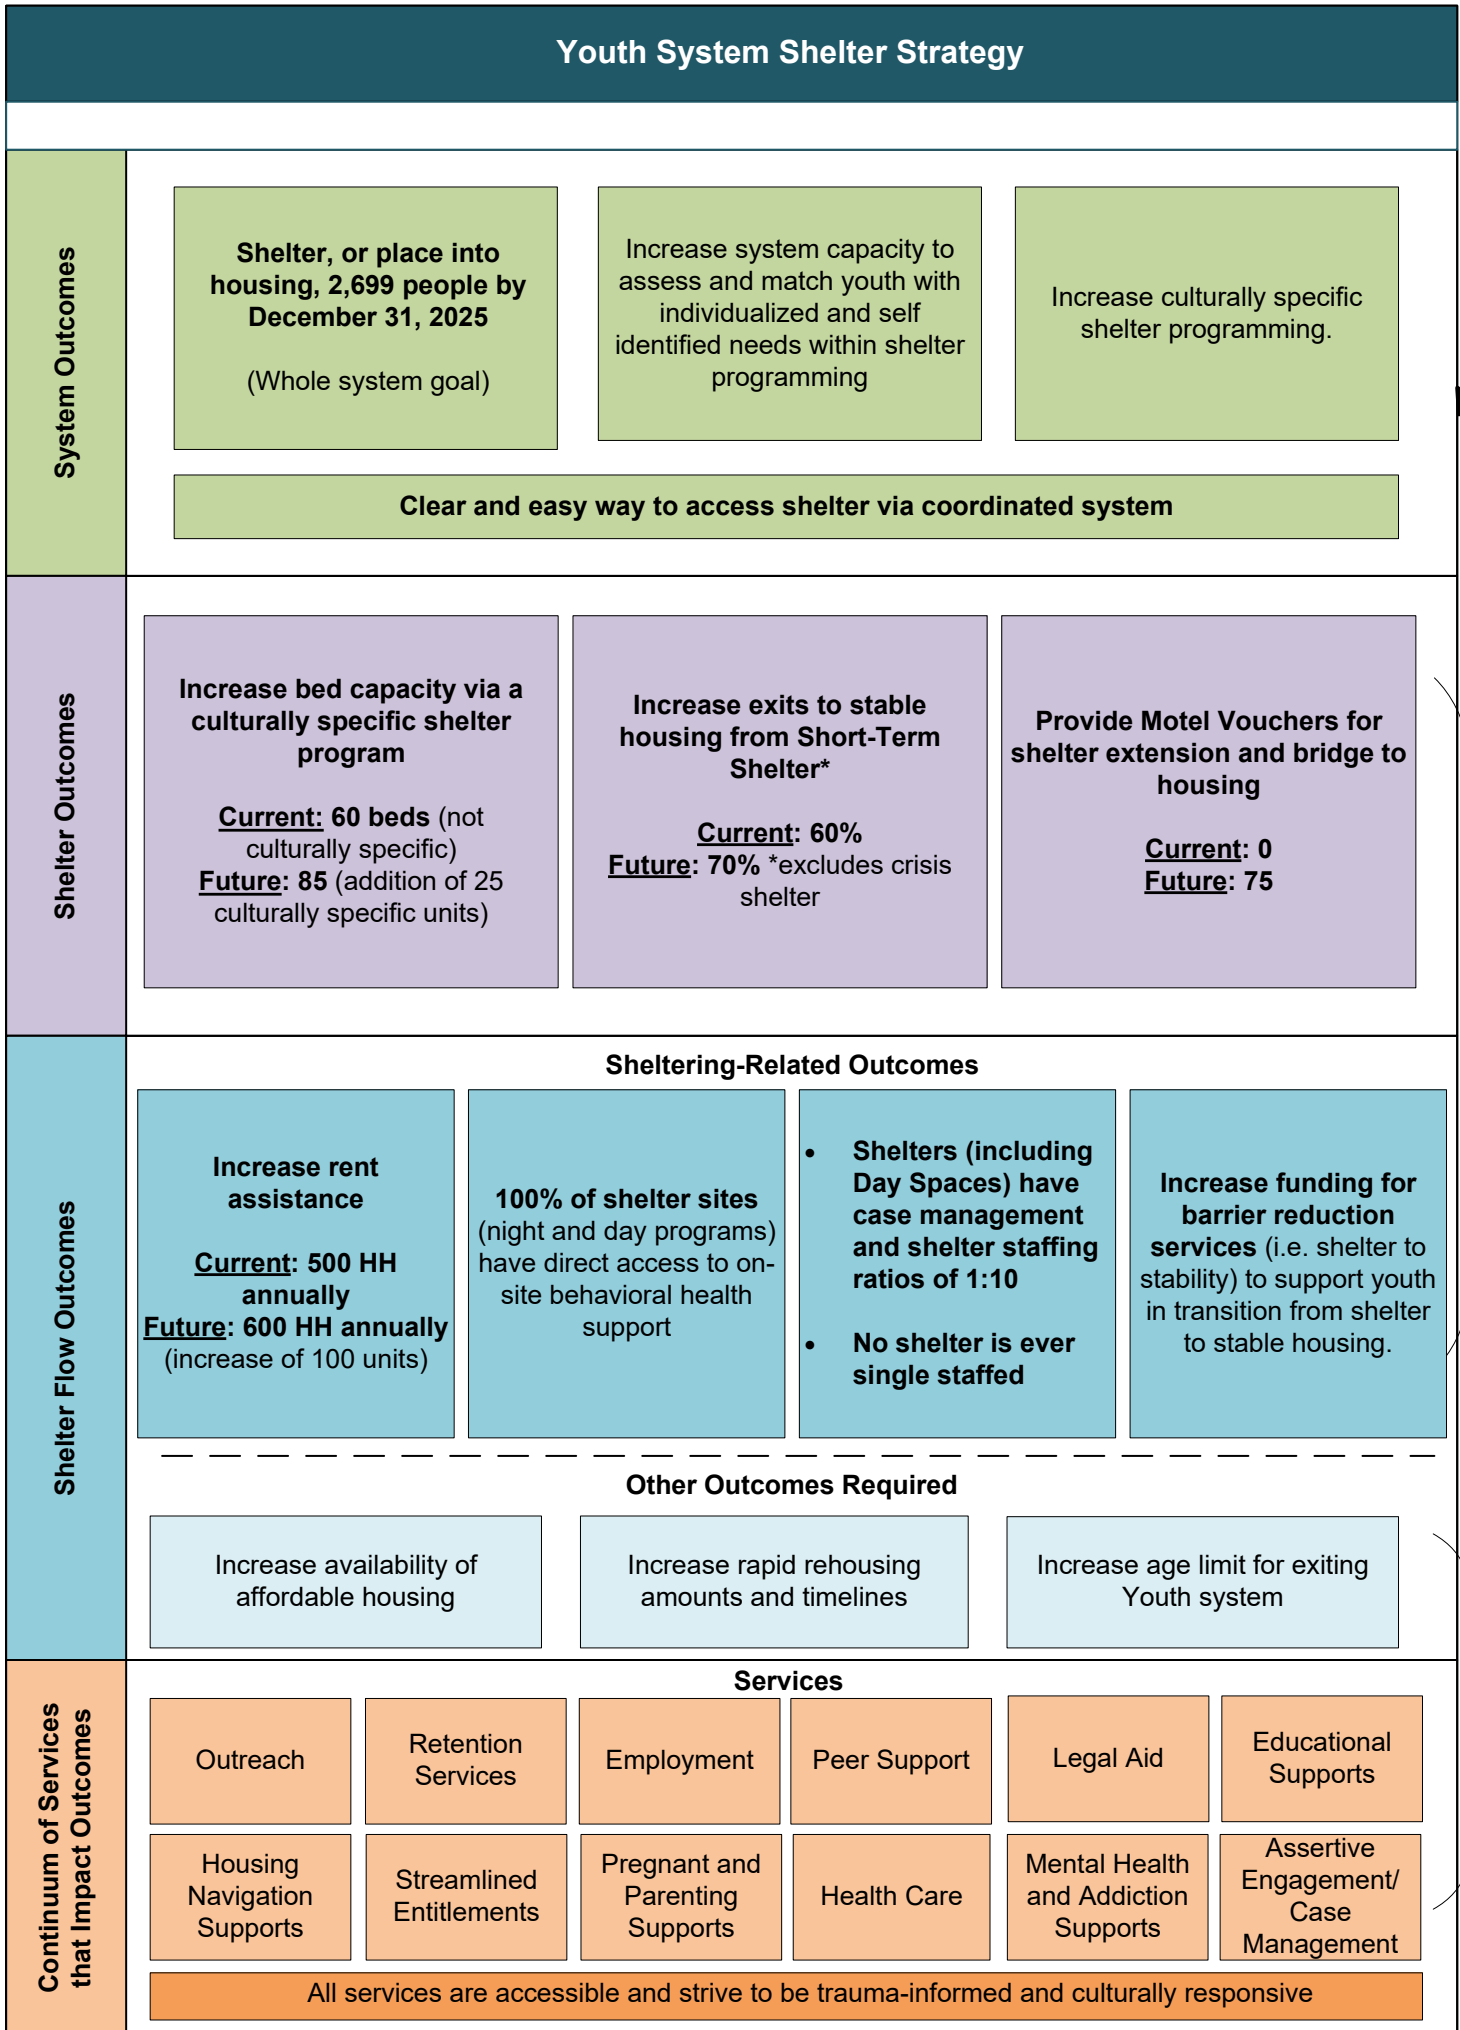 Youth System Shelter Strategy
System Outcomes
Shelter, or place into
housing, 2,699 people by
December 31, 2025
(Whole system goal)
Increase system capacity to
assess and match youth with
individualized and self
identified needs within shelter
programming
Increase culturally specific
shelter programming.
Clear and easy way to access shelter via coordinated system
Shelter Outcomes
Increase bed capacity via a
culturally specific shelter
program
Current: 60 beds (not
culturally specific)
Future: 85 (addition of 25
culturally specific units)
Increase exits to stable
housing from Short-Term
Shelter*
Current: 60%
Future: 70% *excludes crisis
shelter
Provide Motel Vouchers for
shelter extension and bridge to
housing
Current: 0
Future: 75
Shelter Flow Outcomes
Sheltering-Related Outcomes
Increase rent
assistance
Current: 500 HH
annually
Future: 600 HH annually
(increase of 100 units)
100% of shelter sites
(night and day programs)
have direct access to on-
site behavioral health
support
• Shelters (including
Day Spaces) have
case management
and shelter staffing
ratios of 1:10
• No shelter is ever
single staffed
Increase funding for
barrier reduction
services (i.e. shelter to
stability) to support youth
in transition from shelter
to stable housing.
Other Outcomes Required
Increase availability of
affordable housing
Increase rapid rehousing
amounts and timelines
Increase age limit for exiting
Youth system
Continuum of Services
that Impact Outcomes
Services
Outreach
Retention
Services
Employment
Peer Support
Legal Aid
Educational
Supports
Housing
Navigation
Supports
Streamlined
Entitlements
Pregnant and
Parenting
Supports
Health Care
Mental Health
and Addiction
Supports
Assertive
Engagement/
Case
Management
All services are accessible and strive to be trauma-informed and culturally responsive